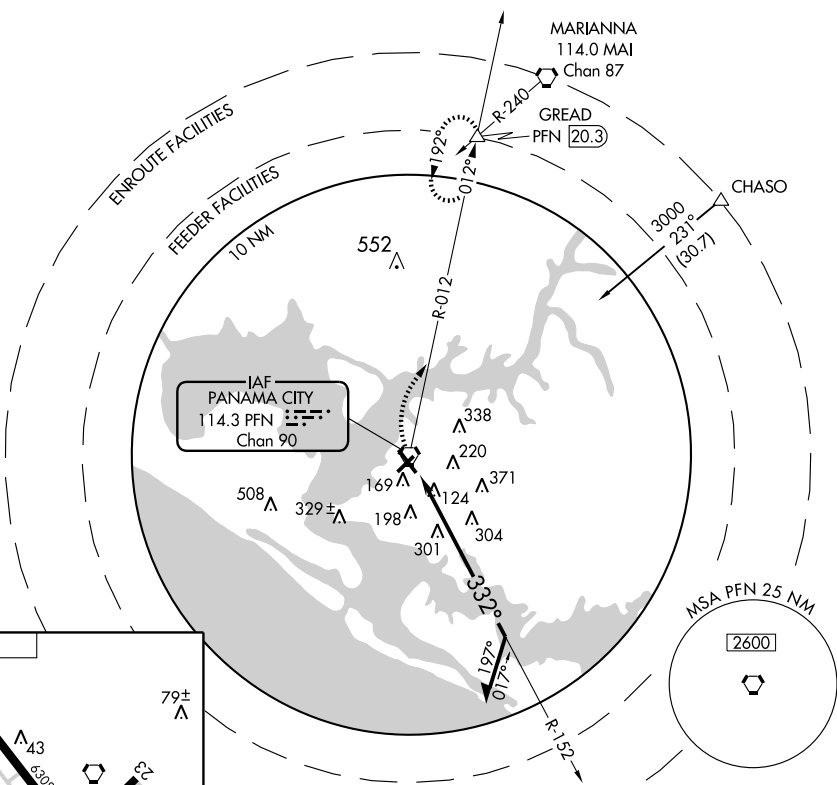 MARIANNA
114.0 MAI
Chan 87
R-240
GREAD
PFN 20.3
ENROUTE FACILITIES
FEEDER FACILITIES
10 NM
192°
012°
CHASO
3000
231°
(30.7)
552
R-012
IAF
PANAMA CITY
114.3 PFN
Chan 90
338
220
371
169
124
508
329±
198
301
304
332°
197°
017°
R-152
MSA PFN 25 NM
2600
79±
43
6308
23